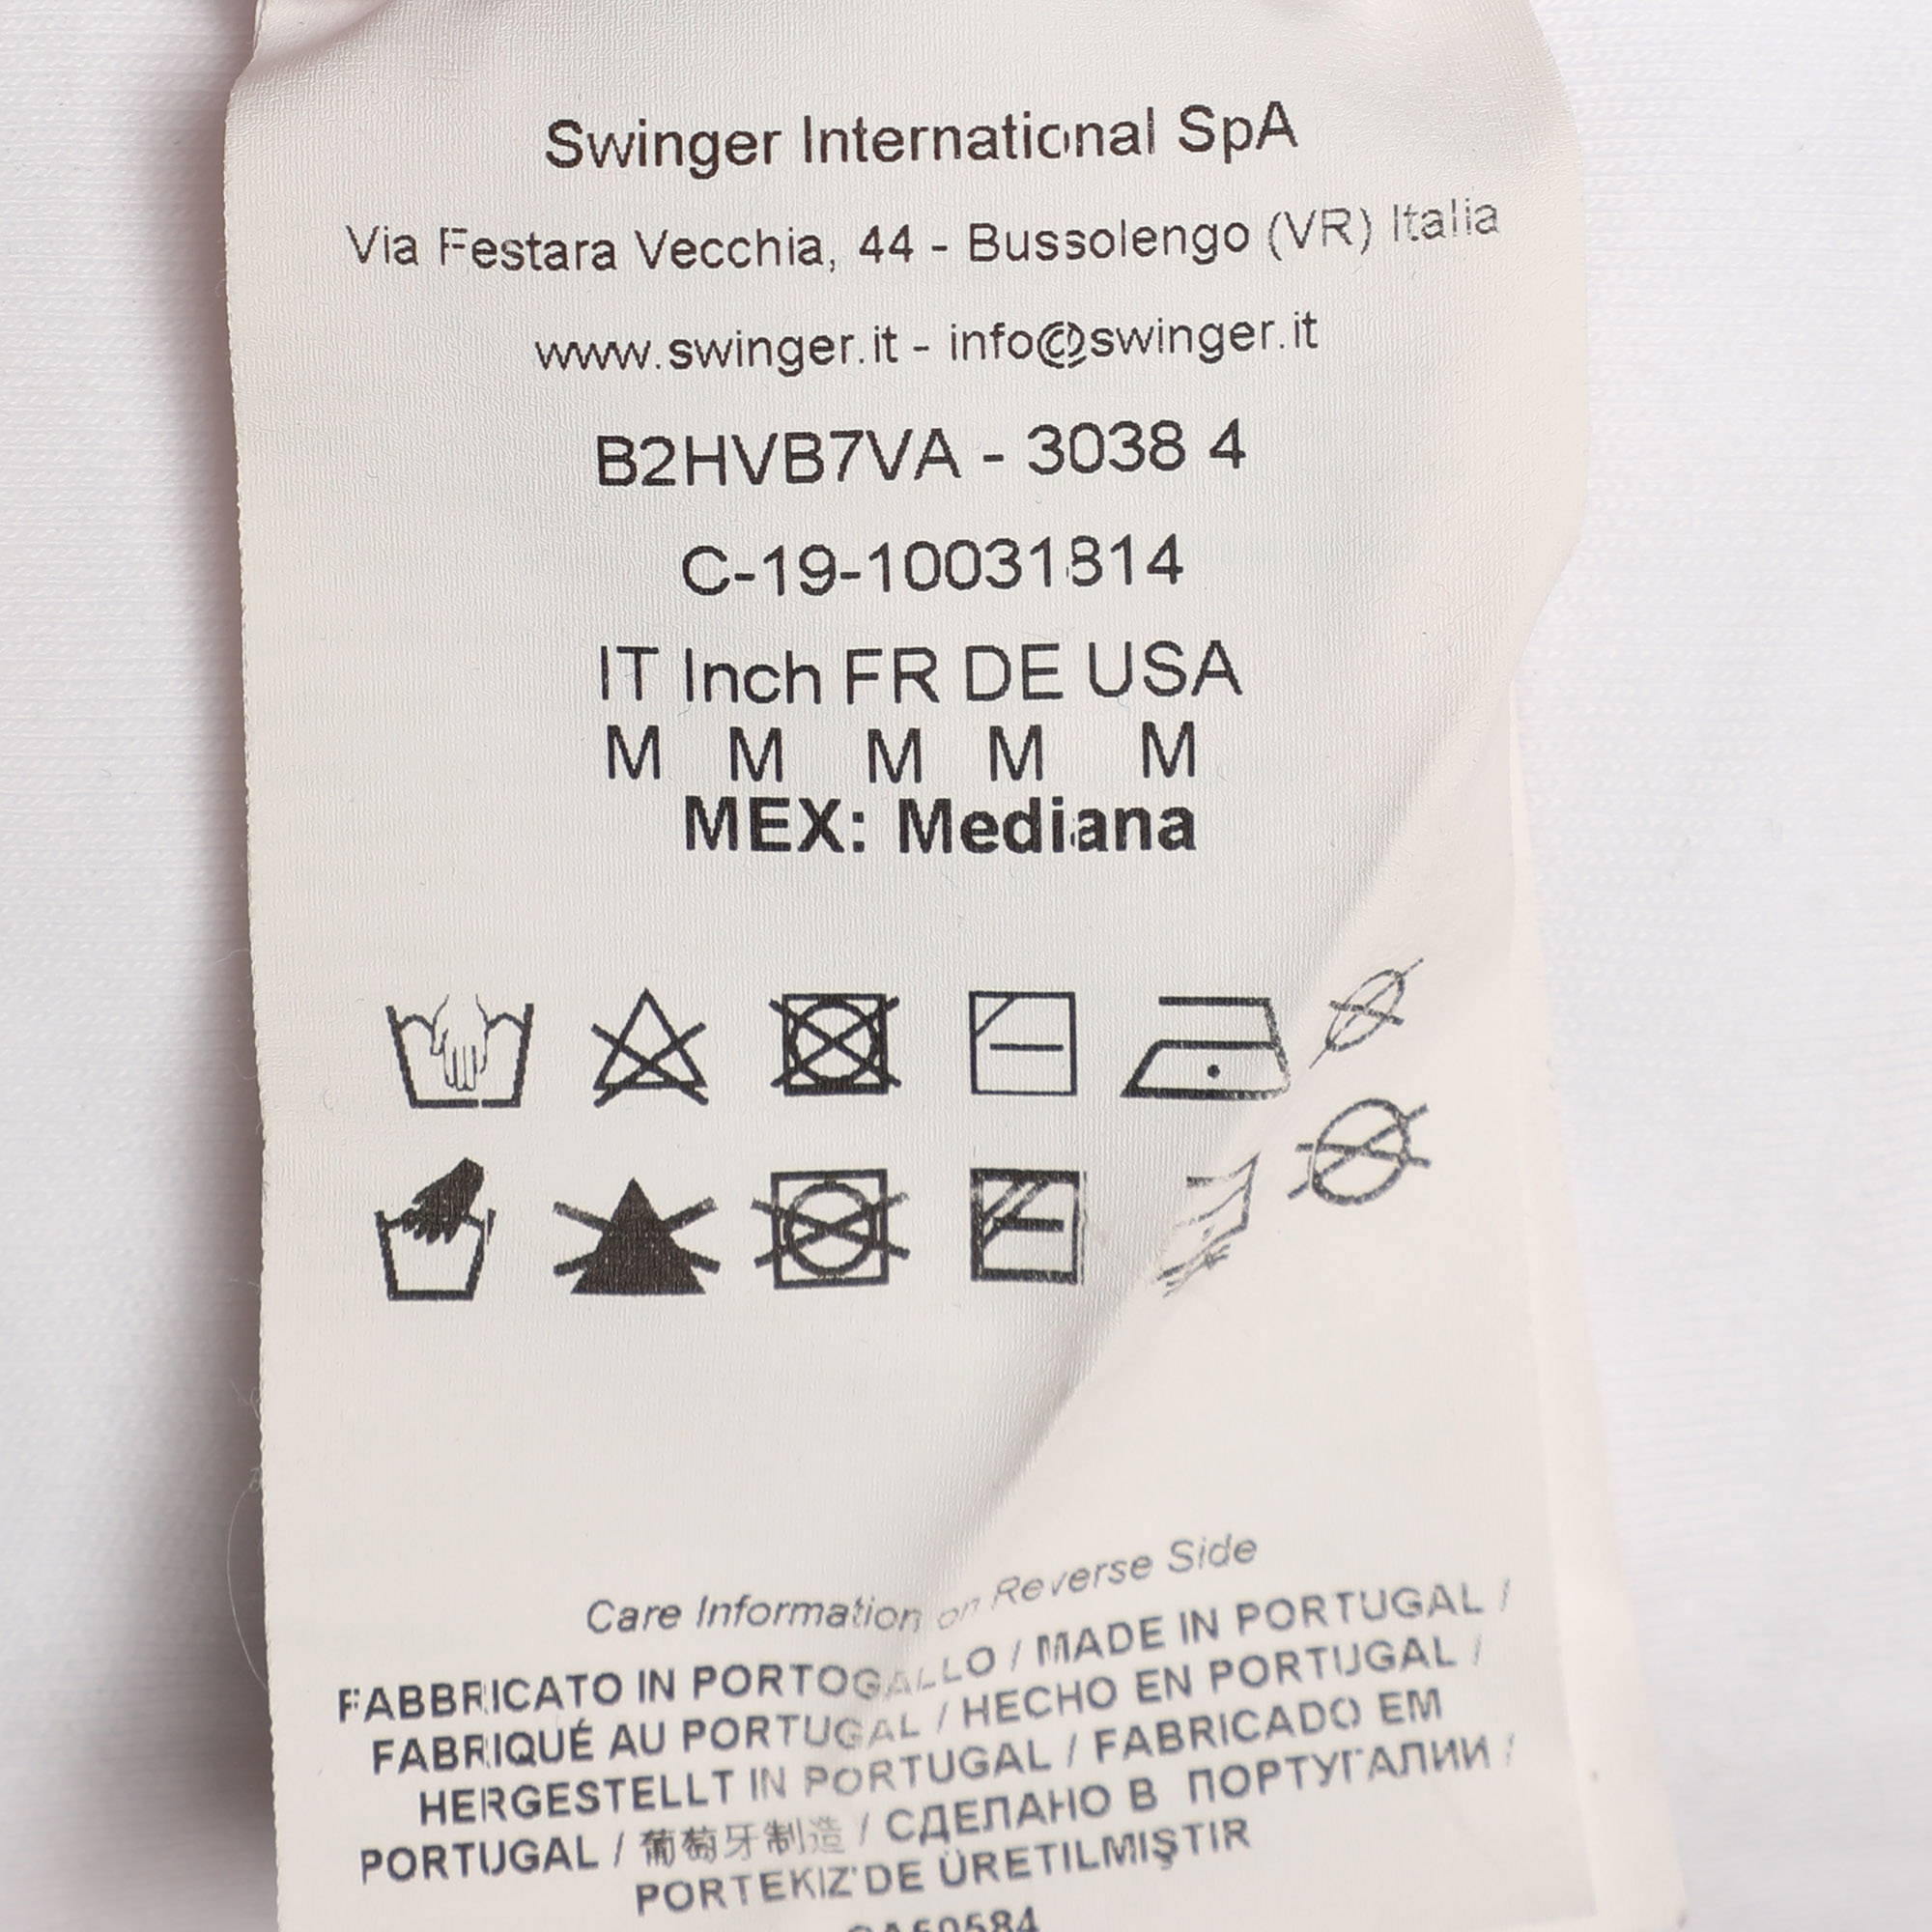 Swinger International SpA
Via Festara Vecchia, 44 - Bussolengo (VR) Italia
www.swinger.it - info@swinger.it
B2HVB7VA - 3038 4
C-19-10031814
IT Inch FR DE USA
M M M M M
MEX: Mediana
Care Information on Reverse Side
FABBRICATO IN PORTOGALLO / MADE IN PORTUGAL /
FABRIQUÉ AU PORTUGAL / HECHO EN PORTUGAL /
HERGESTELLT IN PORTUGAL / FABRICADO EM
PORTUGAL / 葡萄牙制造 / СДЕЛАНО В ПОРТУГАЛИИ /
PORTEKIZ'DE ÜRETILMIŞTIR